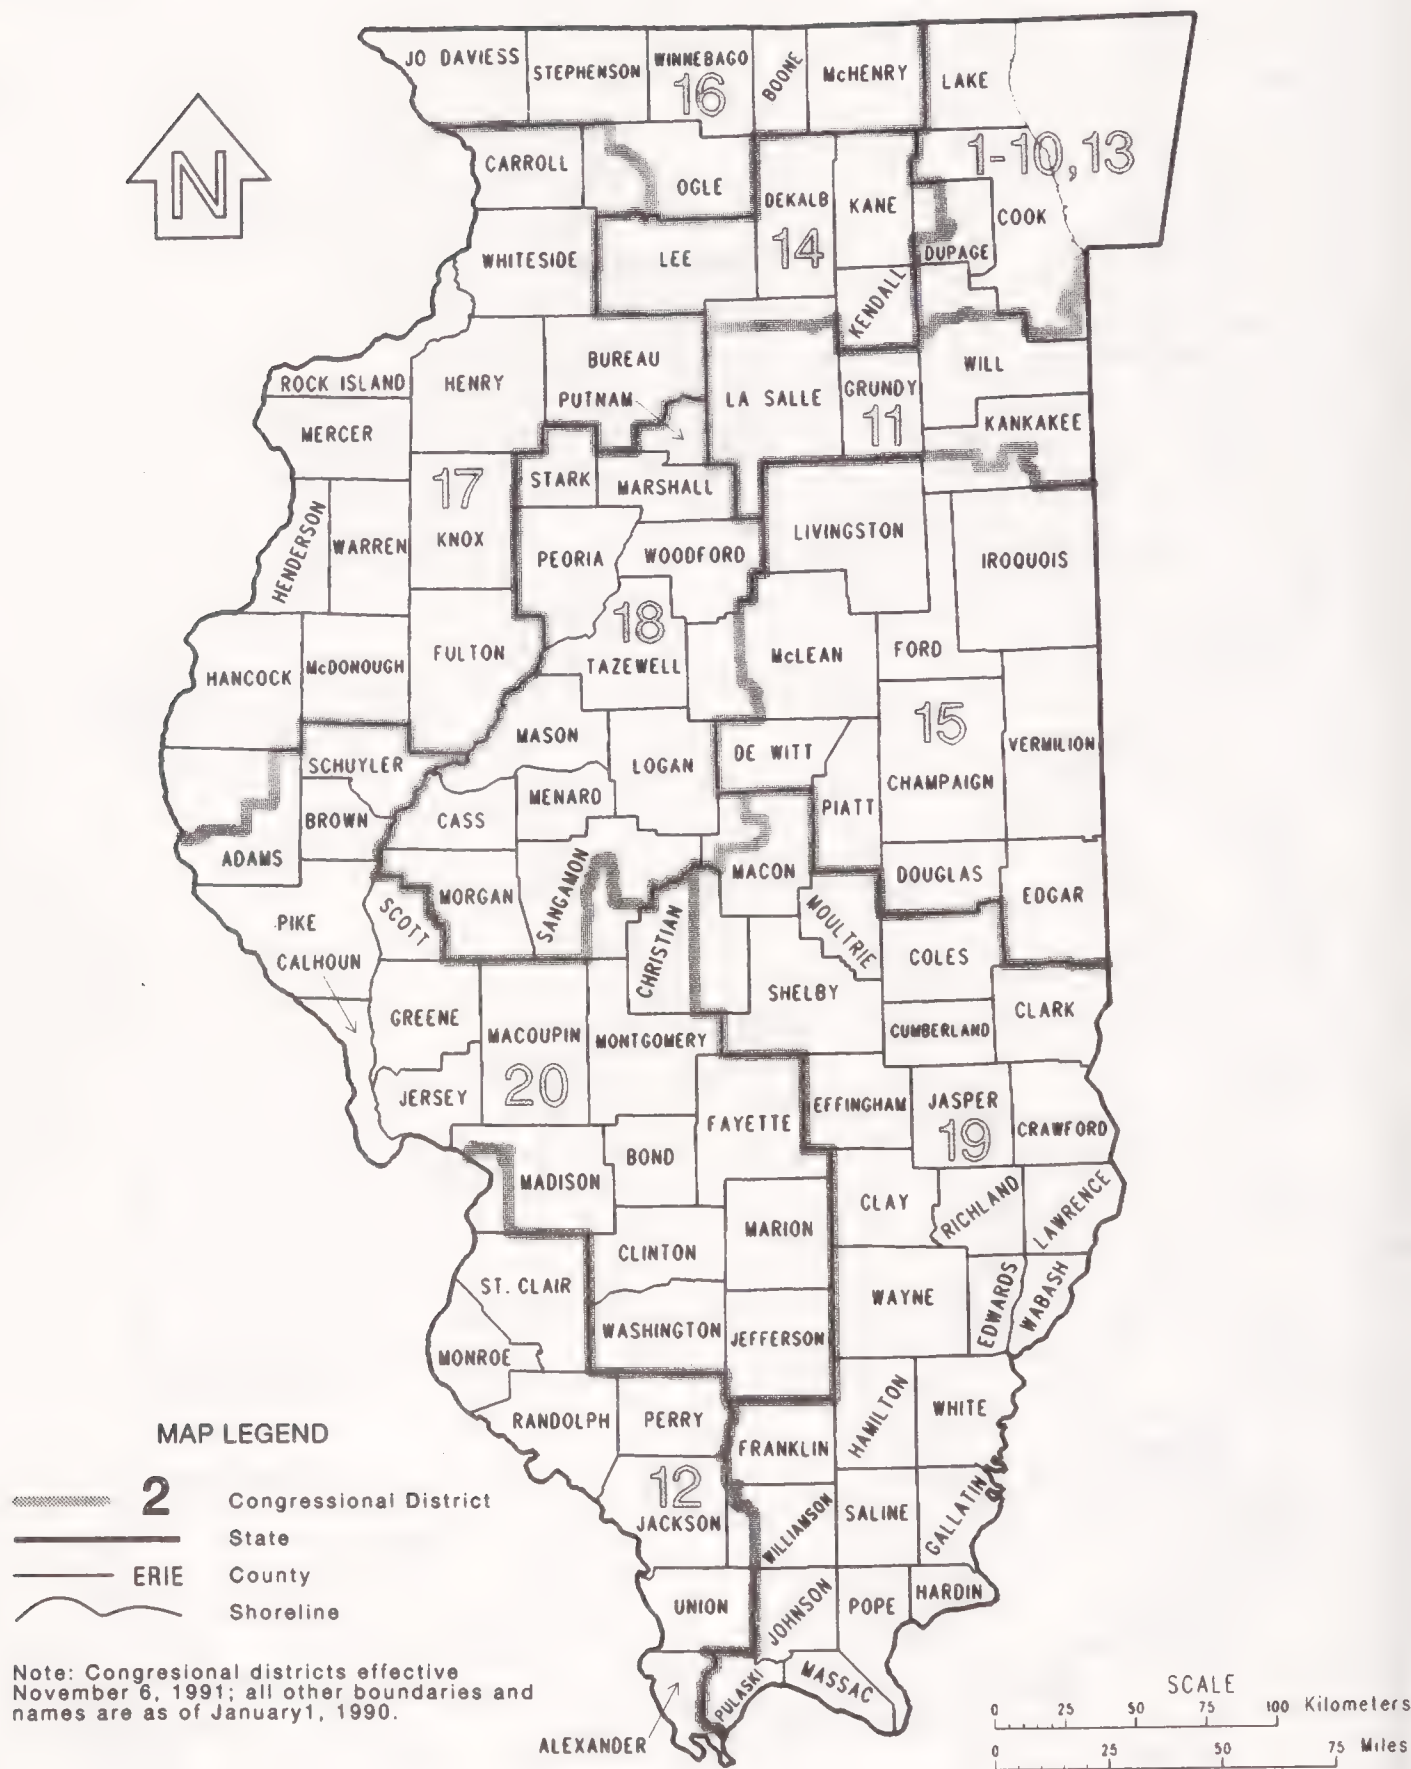 JO DAVIESS
STEPHENSON
WINNEBAGO
16
BOONE
McHENRY
LAKE
N
1-10,13
CARROLL
OGLE
DEKALB
KANE
COOK
14
DUPAGE
WHITESIDE
LEE
KENDALL
BUREAU
WILL
ROCK ISLAND
HENRY
PUTNAM
LA SALLE
GRUNDY
11
KANKAKEE
MERCER
17
STARK
MARSHALL
HENDERSON
WARREN
KNOX
PEORIA
WOODFORD
LIVINGSTON
IROQUOIS
18
HANCOCK
McDONOUGH
FULTON
TAZEWELL
McLEAN
FORD
15
MASON
VERMILION
SCHUYLER
LOGAN
DE WITT
CHAMPAIGN
BROWN
CASS
MENARD
PIATT
ADAMS
MACON
DOUGLAS
MORGAN
SANGAMON
EDGAR
PIKE
SCOTT
CHRISTIAN
MOULTRIE
COLES
CALHOUN
SHELBY
CLARK
GREENE
MACOUPIN
MONTGOMERY
CUMBERLAND
20
JERSEY
FAYETTE
EFFINGHAM
JASPER
19
CRAWFORD
MADISON
BOND
CLAY
RICHLAND
LAWRENCE
MARION
CLINTON
ST. CLAIR
WAYNE
EDWARDS
WABASH
WASHINGTON
JEFFERSON
MONROE
RANDOLPH
PERRY
HAMILTON
WHITE
FRANKLIN
12
JACKSON
WILLIAMSON
SALINE
GALLATIN
UNION
JOHNSON
POPE
HARDIN
PULASKI
MASSAC
ALEXANDER
MAP LEGEND
2 Congressional District
State
ERIE County
Shoreline
Note: Congresional districts effective
November 6, 1991; all other boundaries and
names are as of January1, 1990.
SCALE
0 25 50 75 100 Kilometers
0 25 50 75 Miles